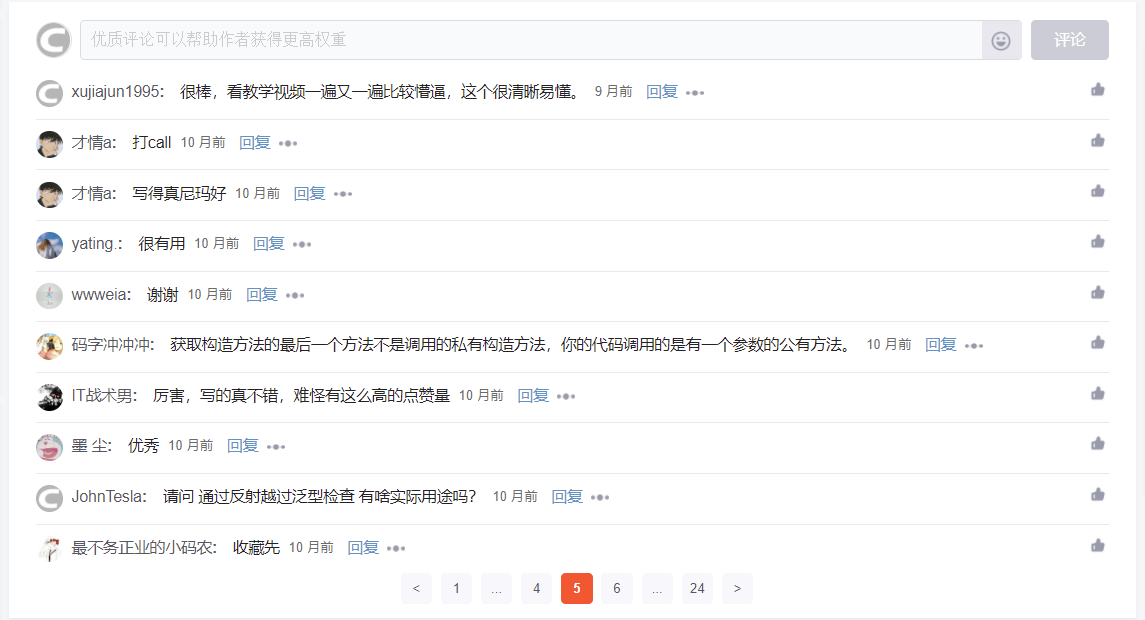 优质评论可以帮助作者获得更高权重 评论
xujiajun1995： 很棒，看教学视频一遍又一遍比较懵逼，这个很清晰易懂。 9 月前 回复
才情a： 打call 10 月前 回复
才情a： 写得真尼玛好 10 月前 回复
yating.： 很有用 10 月前 回复
wwweia： 谢谢 10 月前 回复
码字冲冲冲： 获取构造方法的最后一个方法不是调用的私有构造方法，你的代码调用的是有一个参数的公有方法。 10 月前 回复
IT战术男： 厉害，写的真不错，难怪有这么高的点赞量 10 月前 回复
墨 尘： 优秀 10 月前 回复
JohnTesla： 请问 通过反射越过泛型检查 有啥实际用途吗？ 10 月前 回复
最不务正业的小码农： 收藏先 10 月前 回复
< 1 ... 4 5 6 ... 24 >